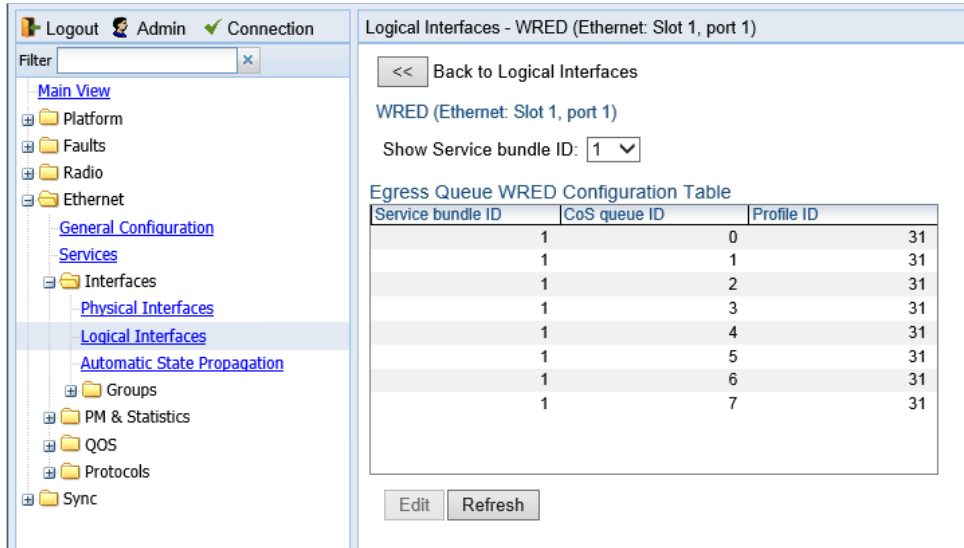 Logout Admin Connection
Filter
Main View
Platform
Faults
Radio
Ethernet
General Configuration
Services
Interfaces
Physical Interfaces
Logical Interfaces
Automatic State Propagation
Groups
PM & Statistics
QOS
Protocols
Sync
Logical Interfaces - WRED (Ethernet: Slot 1, port 1)
<< Back to Logical Interfaces
WRED (Ethernet: Slot 1, port 1)
Show Service bundle ID: 1
Egress Queue WRED Configuration Table
Service bundle ID CoS queue ID Profile ID
1 0 31
1 1 31
1 2 31
1 3 31
1 4 31
1 5 31
1 6 31
1 7 31
Edit Refresh